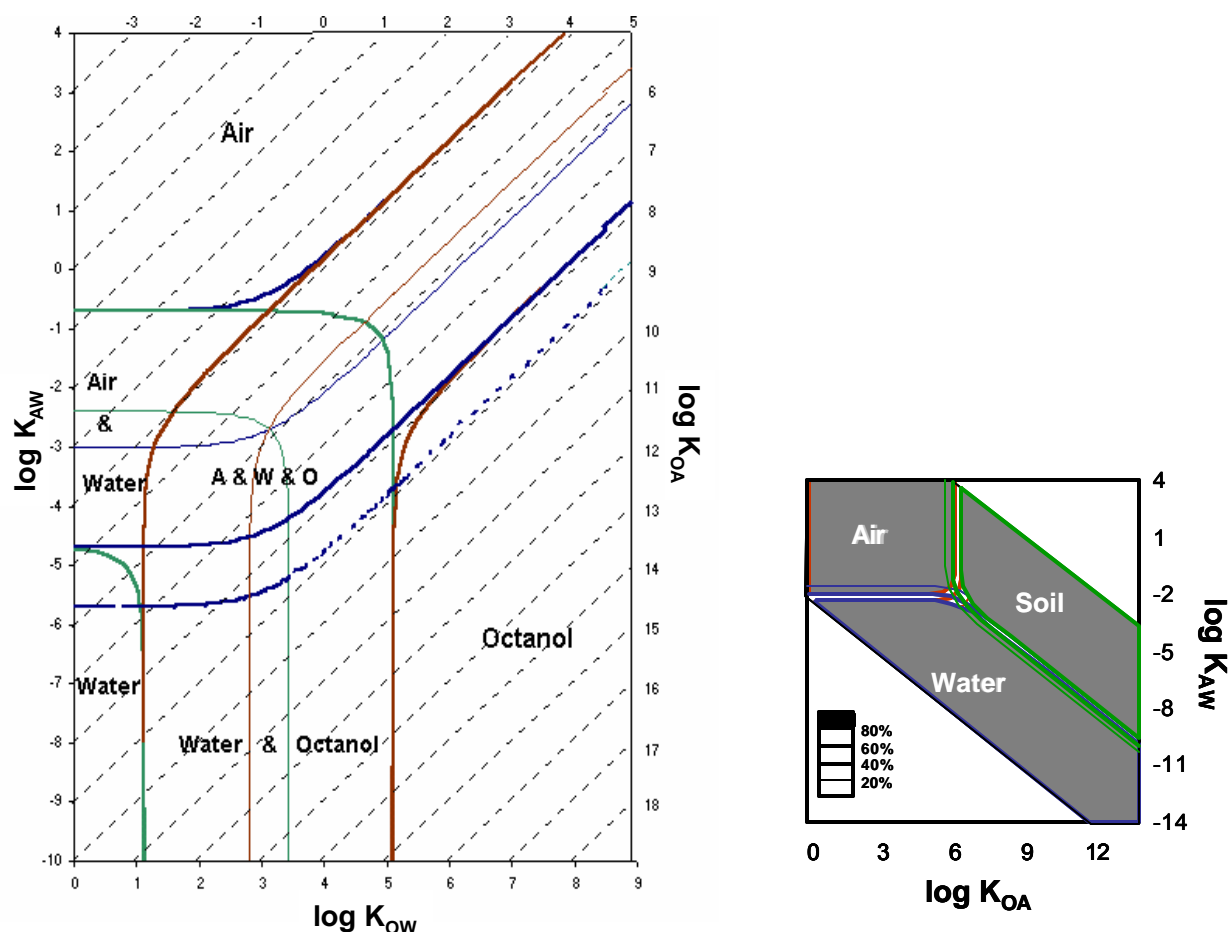 -3 -2 -1 0 1 2 3 4 5
4
3
2
1
0
-1
-2
-3
-4
-5
-6
-7
-8
-9
-10
log K_AW
Air
Air
&
Water
A & W & O
Water
Water & Octanol
Octanol
6
7
8
9
10
11
12
13
14
15
16
17
18
log K_OA
0 1 2 3 4 5 6 7 8 9
log K_OW
Air
Soil
Water
80%
60%
40%
20%
4
1
-2
-5
-8
-11
-14
log K_AW
0 3 6 9 12
log K_OA